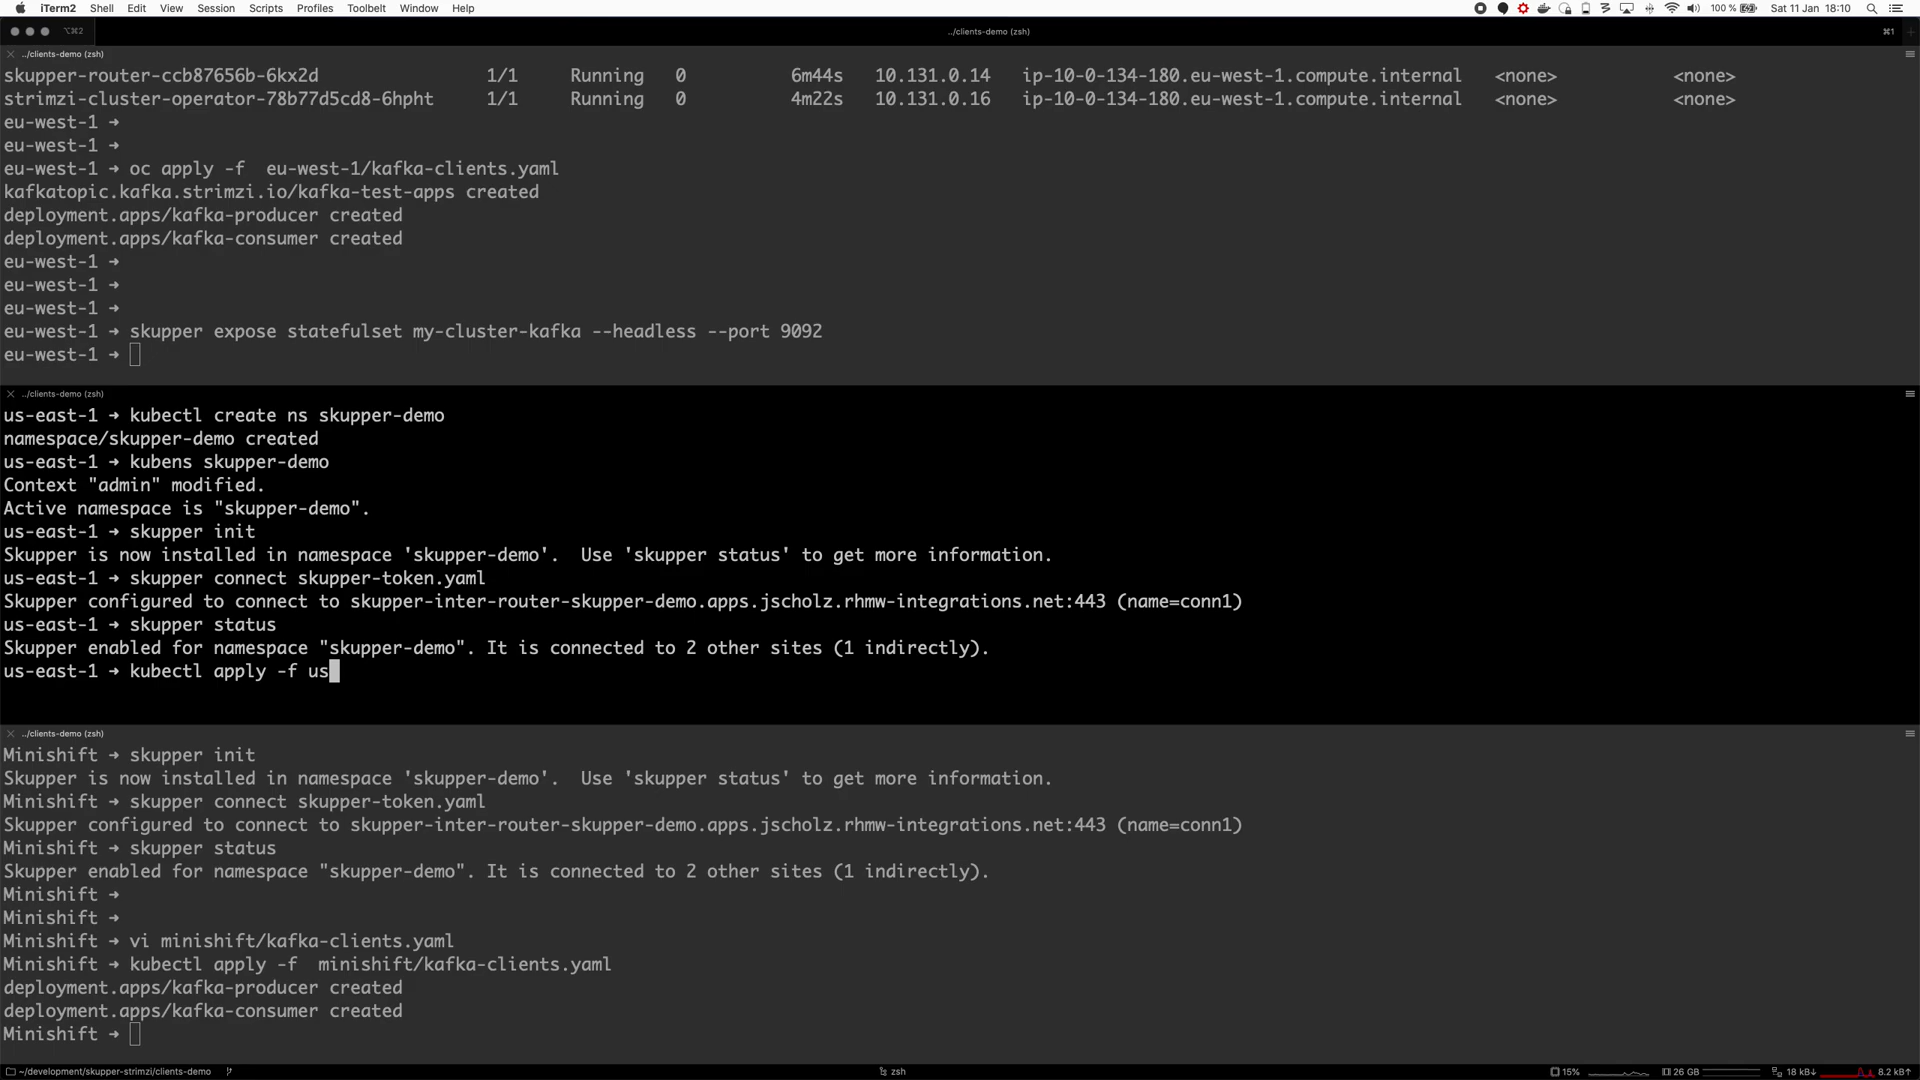 iTerm2 Shell Edit View Session Scripts Profiles Toolbelt Window Help 100 % Sat 11 Jan 18:10
⌥⌘2 ../clients-demo (zsh) ⌘1
../clients-demo (zsh)
skupper-router-ccb87656b-6kx2d 1/1 Running 0 6m44s 10.131.0.14 ip-10-0-134-180.eu-west-1.compute.internal <none> <none>
strimzi-cluster-operator-78b77d5cd8-6hpht 1/1 Running 0 4m22s 10.131.0.16 ip-10-0-134-180.eu-west-1.compute.internal <none> <none>
eu-west-1 ➜
eu-west-1 ➜
eu-west-1 ➜ oc apply -f  eu-west-1/kafka-clients.yaml
kafkatopic.kafka.strimzi.io/kafka-test-apps created
deployment.apps/kafka-producer created
deployment.apps/kafka-consumer created
eu-west-1 ➜
eu-west-1 ➜
eu-west-1 ➜
eu-west-1 ➜ skupper expose statefulset my-cluster-kafka --headless --port 9092
eu-west-1 ➜
../clients-demo (zsh)
us-east-1 ➜ kubectl create ns skupper-demo
namespace/skupper-demo created
us-east-1 ➜ kubens skupper-demo
Context "admin" modified.
Active namespace is "skupper-demo".
us-east-1 ➜ skupper init
Skupper is now installed in namespace 'skupper-demo'.  Use 'skupper status' to get more information.
us-east-1 ➜ skupper connect skupper-token.yaml
Skupper configured to connect to skupper-inter-router-skupper-demo.apps.jscholz.rhmw-integrations.net:443 (name=conn1)
us-east-1 ➜ skupper status
Skupper enabled for namespace "skupper-demo". It is connected to 2 other sites (1 indirectly).
us-east-1 ➜ kubectl apply -f us
../clients-demo (zsh)
Minishift ➜ skupper init
Skupper is now installed in namespace 'skupper-demo'.  Use 'skupper status' to get more information.
Minishift ➜ skupper connect skupper-token.yaml
Skupper configured to connect to skupper-inter-router-skupper-demo.apps.jscholz.rhmw-integrations.net:443 (name=conn1)
Minishift ➜ skupper status
Skupper enabled for namespace "skupper-demo". It is connected to 2 other sites (1 indirectly).
Minishift ➜
Minishift ➜
Minishift ➜ vi minishift/kafka-clients.yaml
Minishift ➜ kubectl apply -f  minishift/kafka-clients.yaml
deployment.apps/kafka-producer created
deployment.apps/kafka-consumer created
Minishift ➜
~/development/skupper-strimzi/clients-demo zsh 15% 26 GB 18 kB↓ 8.2 kB↑